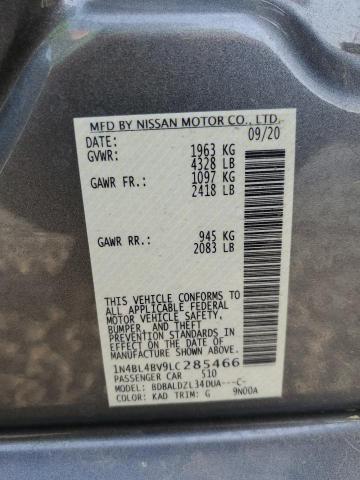 MFD BY NISSAN MOTOR CO., LTD.
DATE: 09/20
GVWR: 1963 KG
4328 LB
GAWR FR.: 1097 KG
2418 LB
GAWR RR.: 945 KG
2083 LB
THIS VEHICLE CONFORMS TO
ALL APPLICABLE FEDERAL
MOTOR VEHICLE SAFETY,
BUMPER, AND THEFT
PREVENTION STANDARDS IN
EFFECT ON THE DATE OF
MANUFACTURE SHOWN ABOVE.
1N4BL4BV9LC285466
PASSENGER CAR 510
MODEL: BDBALDZL34DUA---C-
COLOR: KAD TRIM: G 9N00A